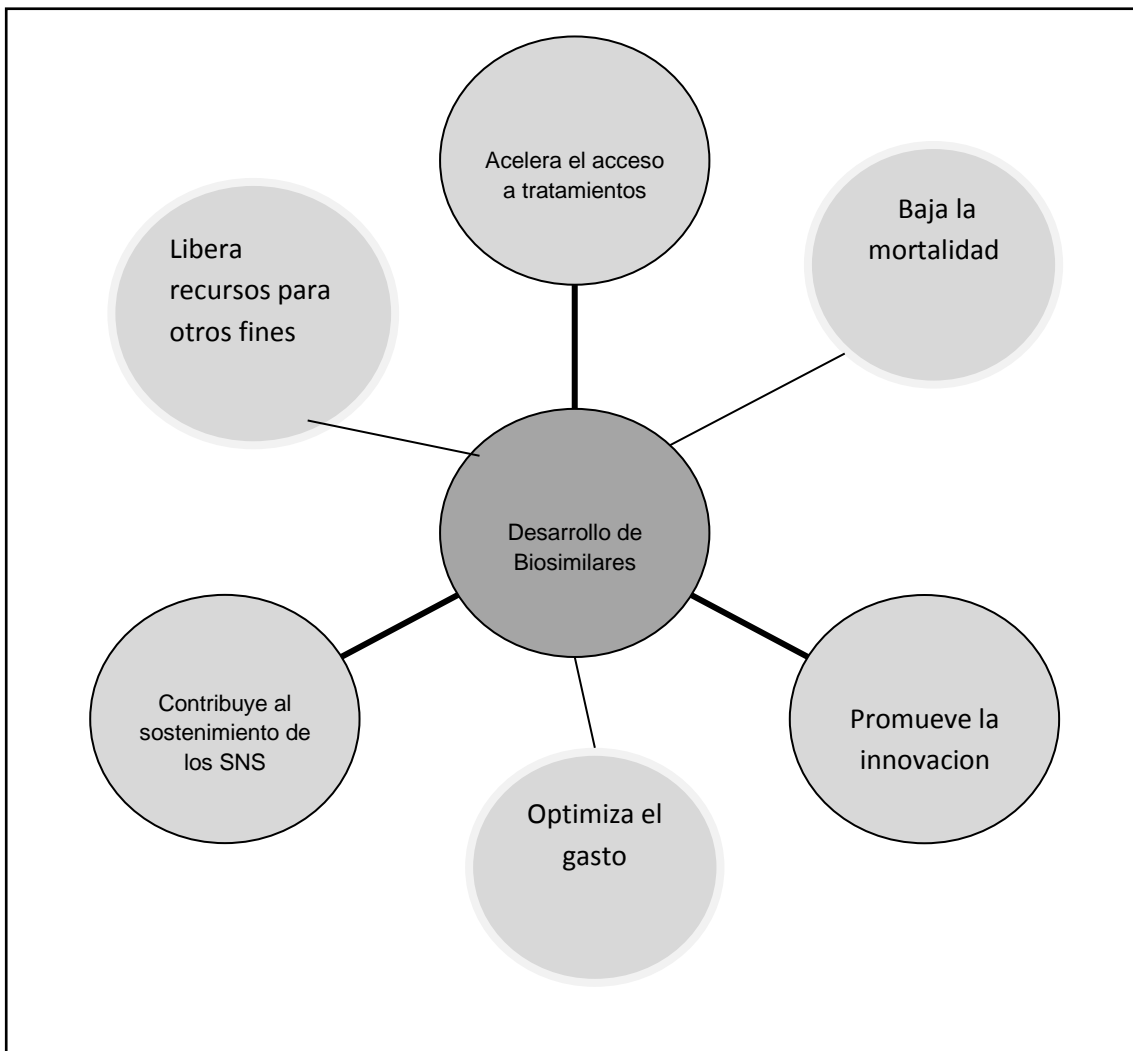 Acelera el acceso
a tratamientos
Baja la
mortalidad
Libera
recursos para
otros fines
Desarrollo de
Biosimilares
Contribuye al
sostenimiento de
los SNS
Promueve la
innovacion
Optimiza el
gasto